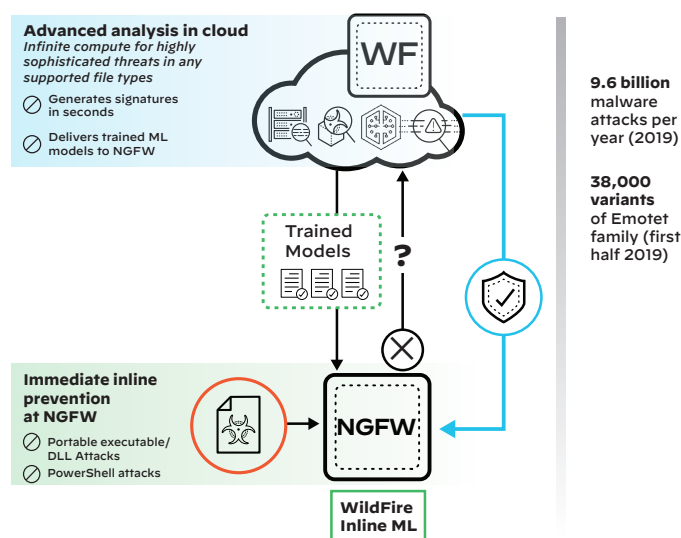 Advanced analysis in cloud
Infinite compute for highly
sophisticated threats in any
supported file types
Generates signatures
in seconds
Delivers trained ML
models to NGFW
WF
Trained
Models
?
9.6 billion
malware
attacks per
year (2019)
38,000
variants
of Emotet
family (first
half 2019)
Immediate inline
prevention
at NGFW
Portable executable/
DLL Attacks
PowerShell attacks
NGFW
WildFire
Inline ML